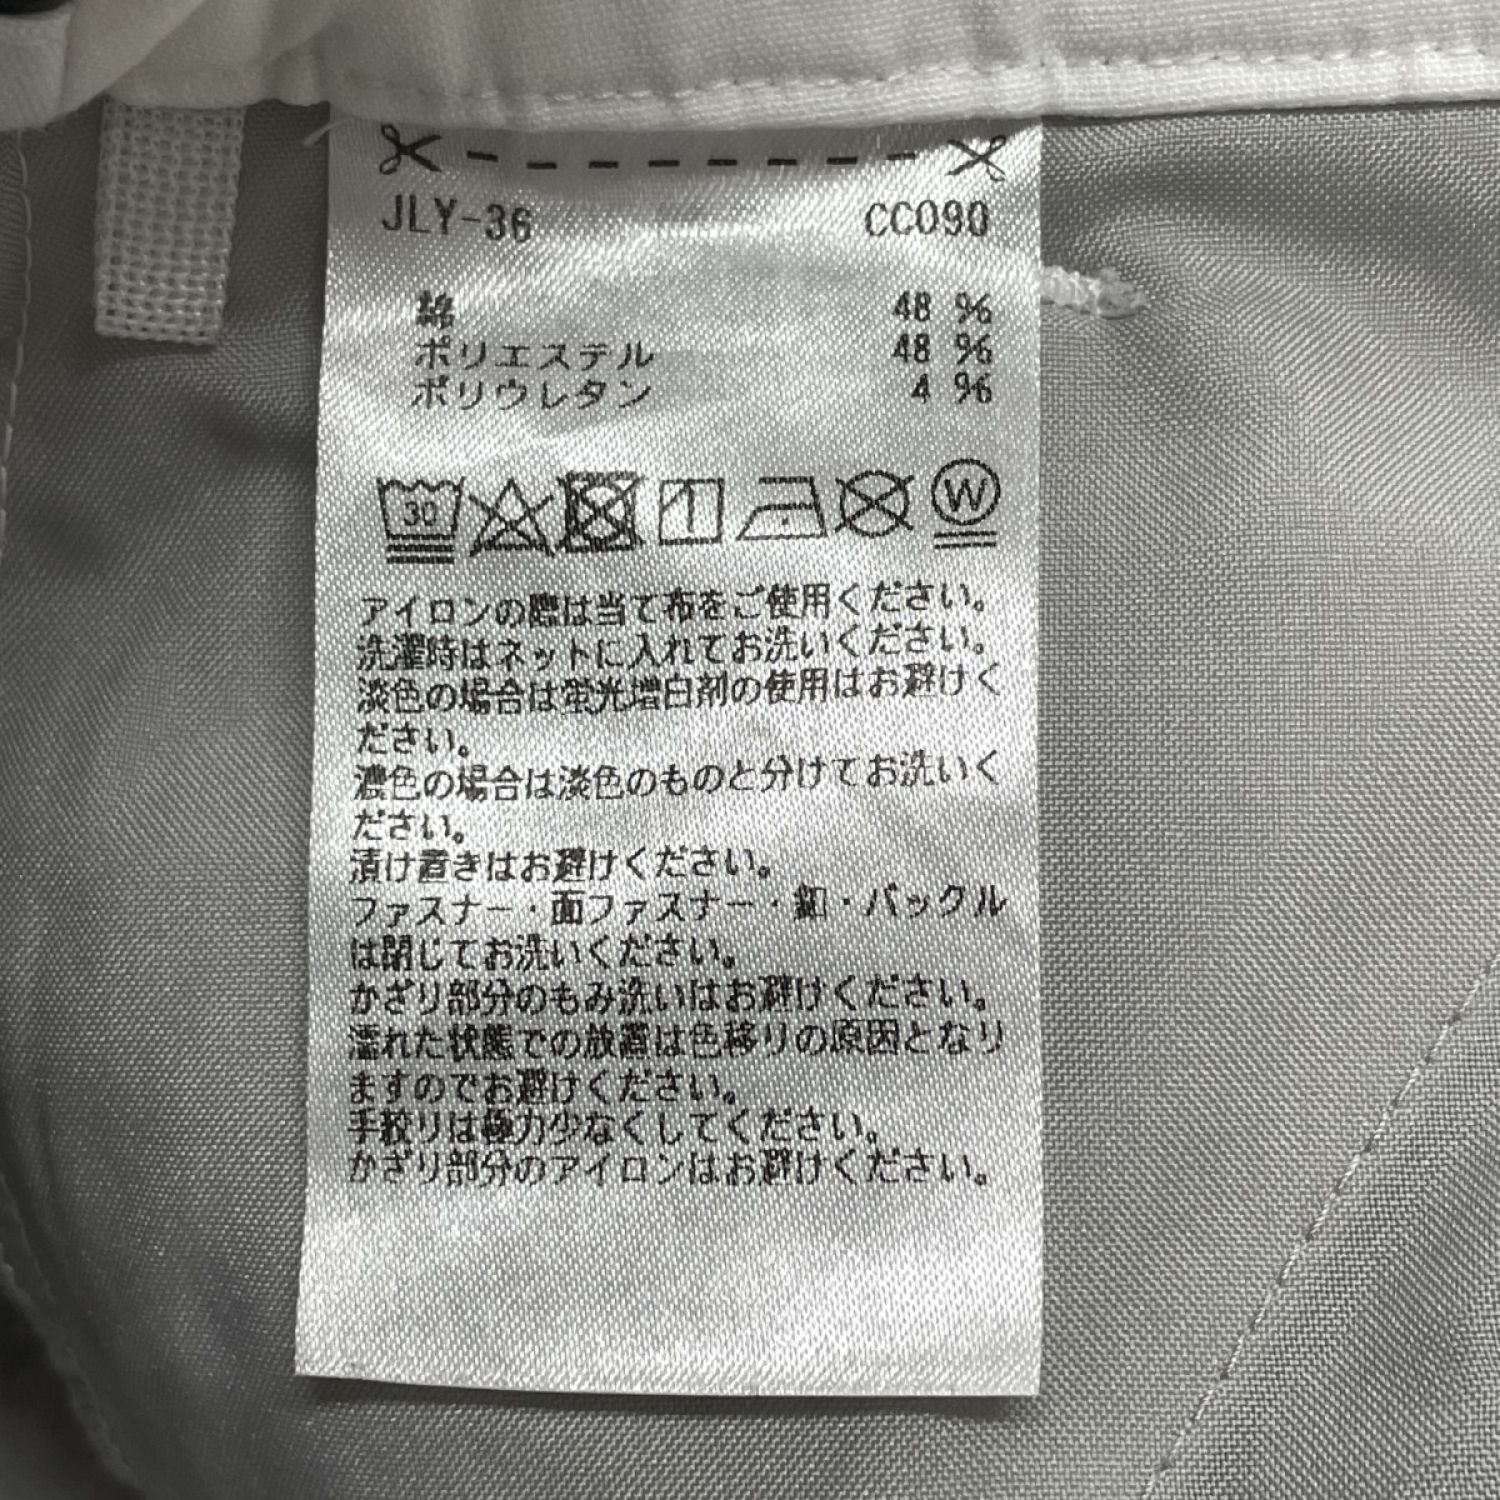 JLY-36 CC090
綿 48 %
ポリエステル 48 %
ポリウレタン 4 %
30 W
アイロンの際は当て布をご使用ください。
洗濯時はネットに入れてお洗いください。
淡色の場合は蛍光増白剤の使用はお避けく
ださい。
濃色の場合は淡色のものと分けてお洗いく
ださい。
漬け置きはお避けください。
ファスナー・面ファスナー・釦・バックル
は閉じてお洗いください。
かざり部分のもみ洗いはお避けください。
濡れた状態での放置は色移りの原因となり
ますのでお避けください。
手絞りは極力少なくしてください。
かざり部分のアイロンはお避けください。